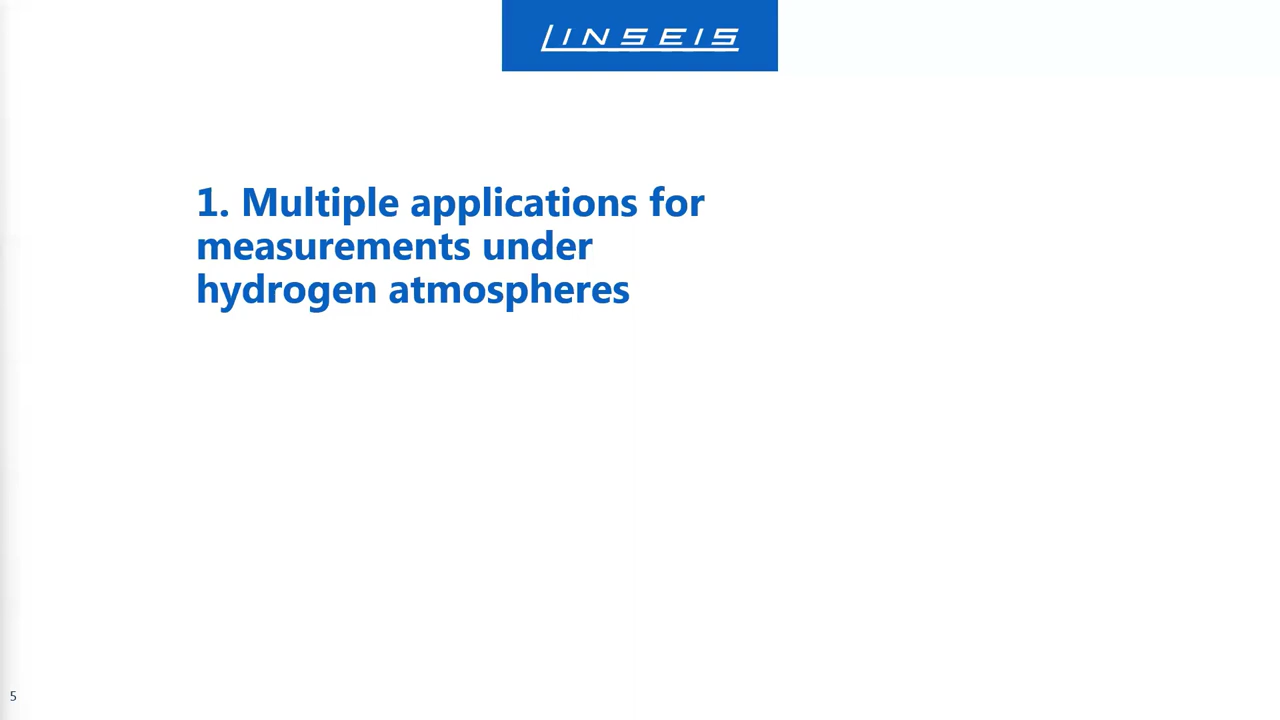 LINSEIS
1. Multiple applications for
measurements under
hydrogen atmospheres
5